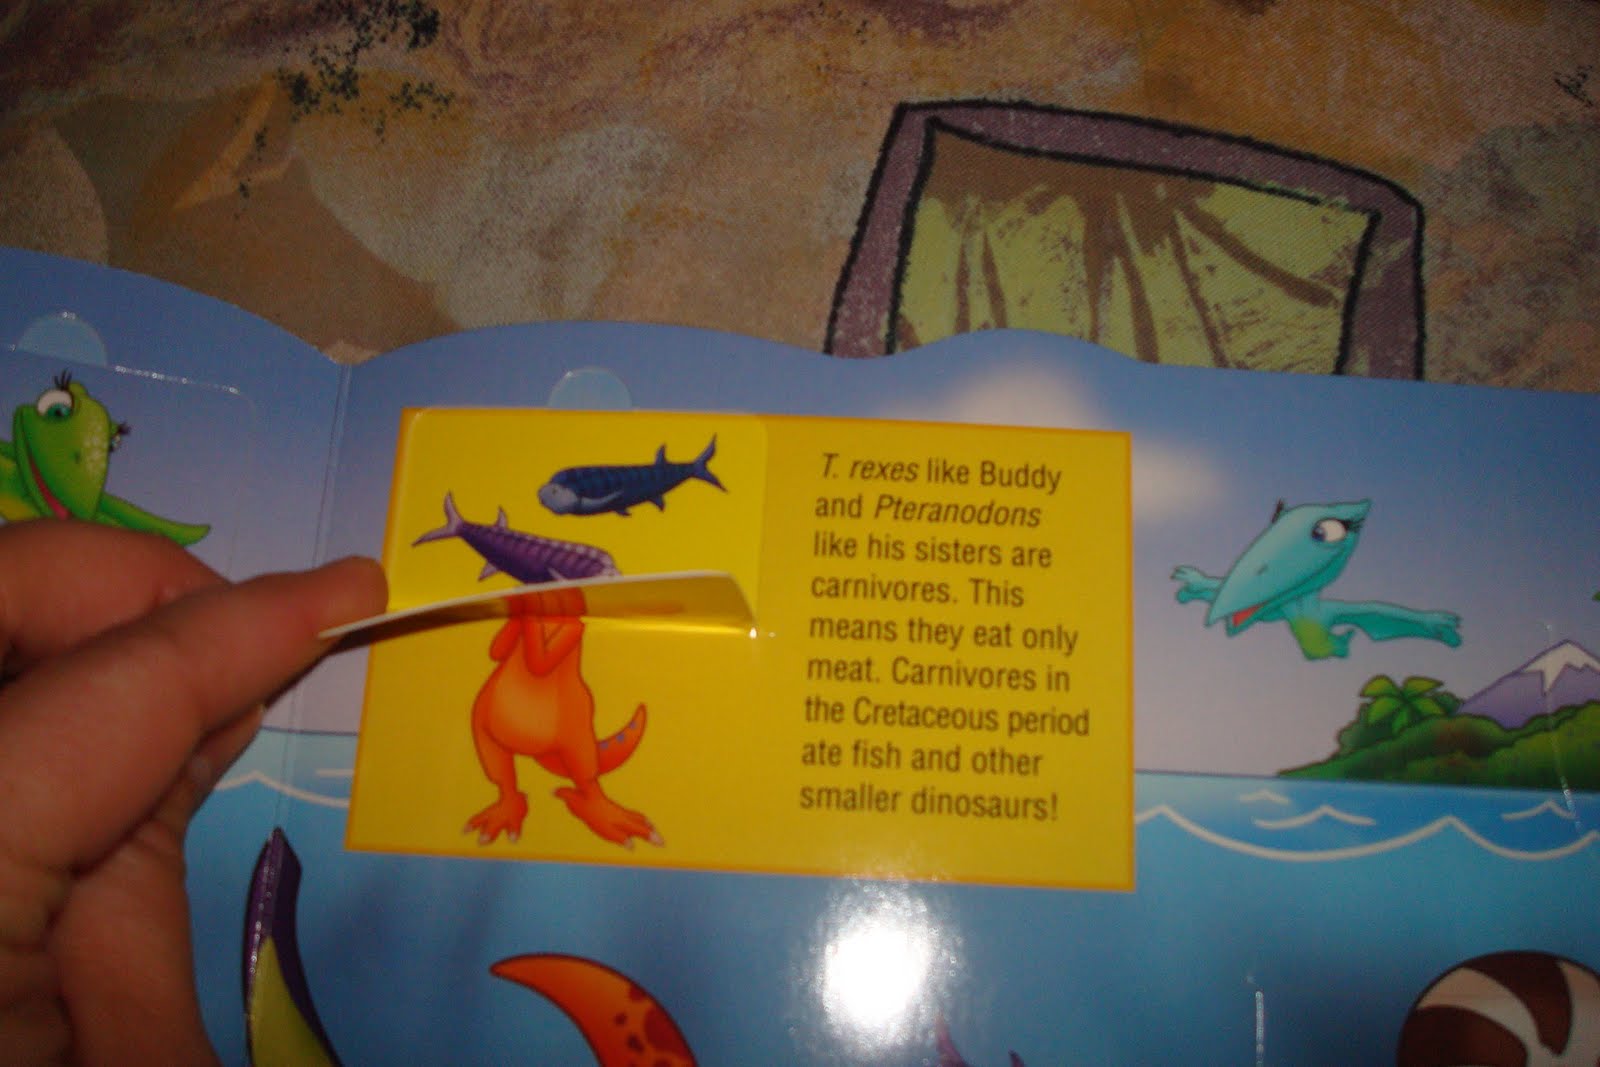 T. rexes like Buddy
and Pteranodons
like his sisters are
carnivores. This
means they eat only
meat. Carnivores in
the Cretaceous period
ate fish and other
smaller dinosaurs!